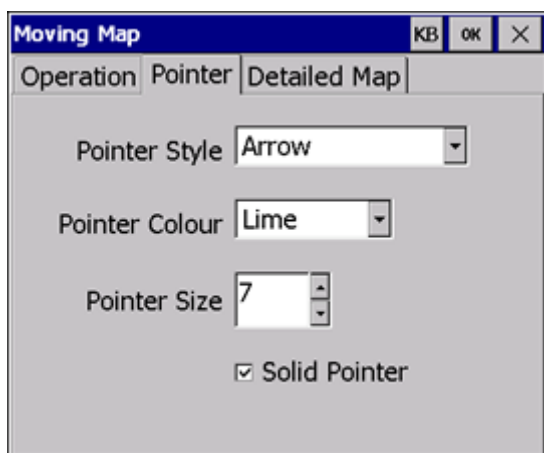 Moving Map KB OK
Operation Pointer Detailed Map
Pointer Style Arrow
Pointer Colour Lime
Pointer Size 7
Solid Pointer